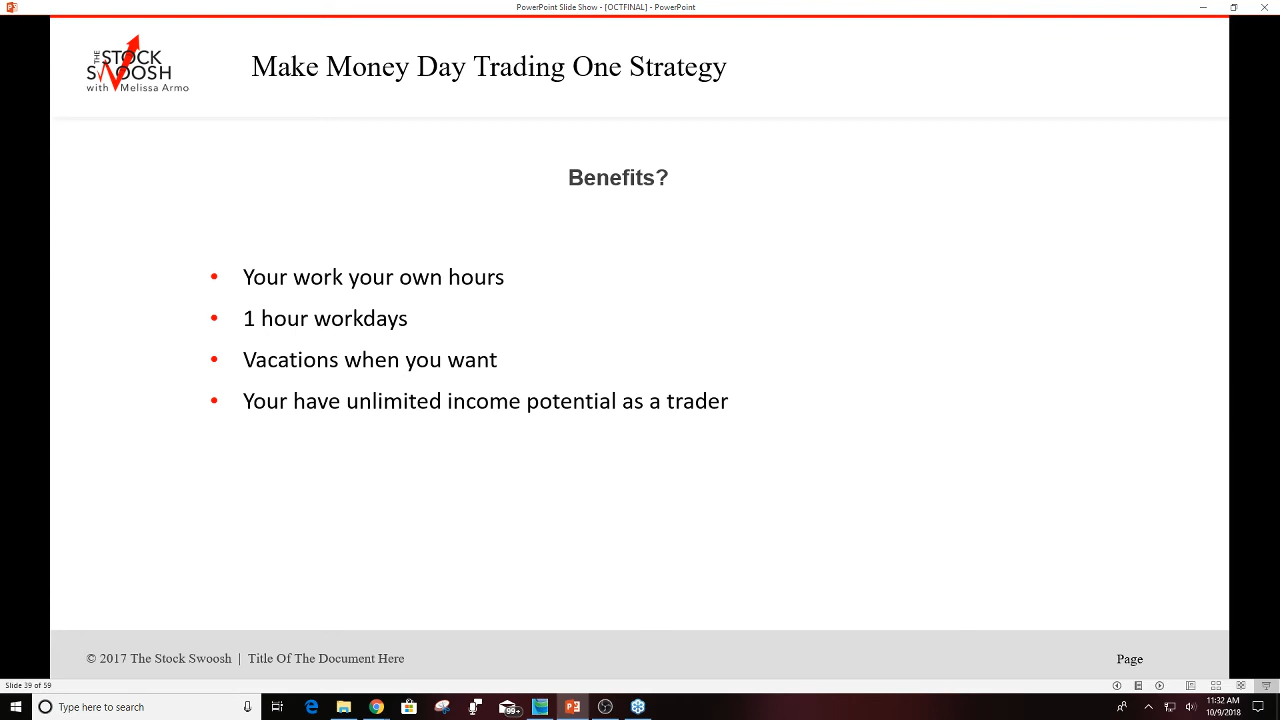 PowerPoint Slide Show - [OCTFINAL] - PowerPoint
THE STOCK
SWOOSH
with Melissa Armo
Make Money Day Trading One Strategy
Benefits?
• Your work your own hours
• 1 hour workdays
• Vacations when you want
• Your have unlimited income potential as a trader
© 2017 The Stock Swoosh | Title Of The Document Here
Page
Slide 39 of 59
Type here to search
99+
11:32 AM
10/9/2018